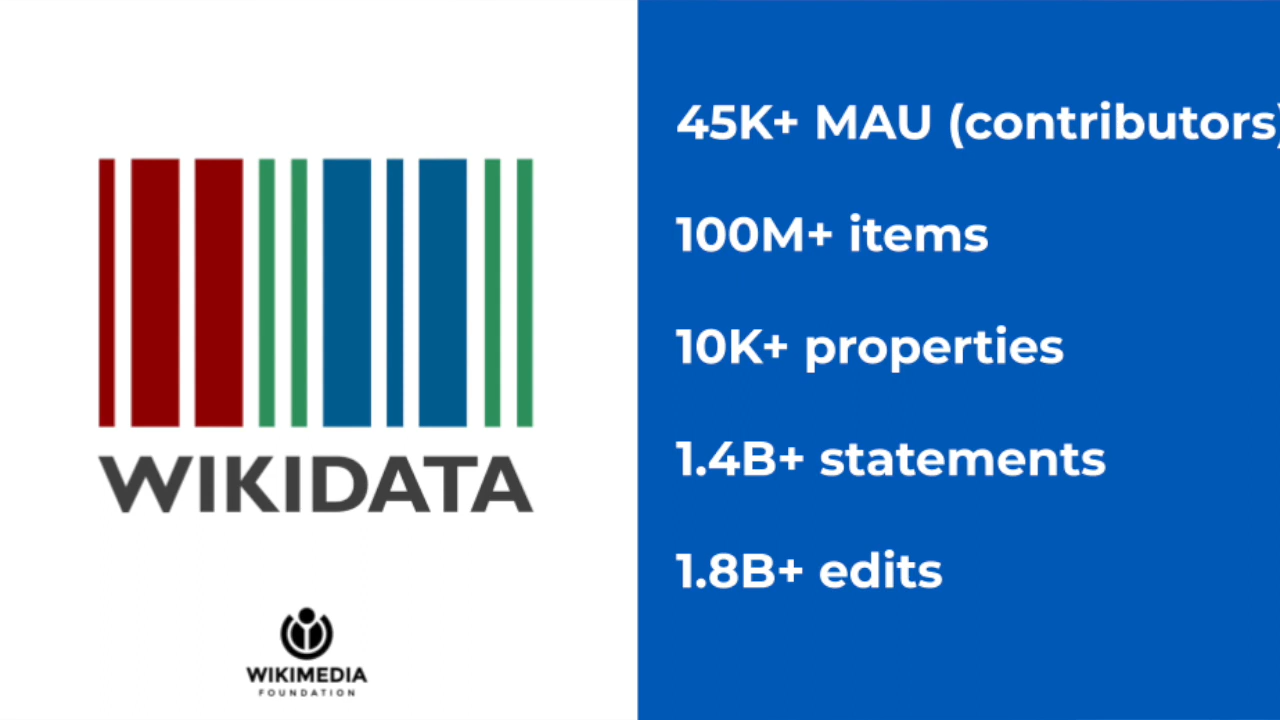 WIKIDATA
WIKIMEDIA
FOUNDATION
45K+ MAU (contributors)
100M+ items
10K+ properties
1.4B+ statements
1.8B+ edits